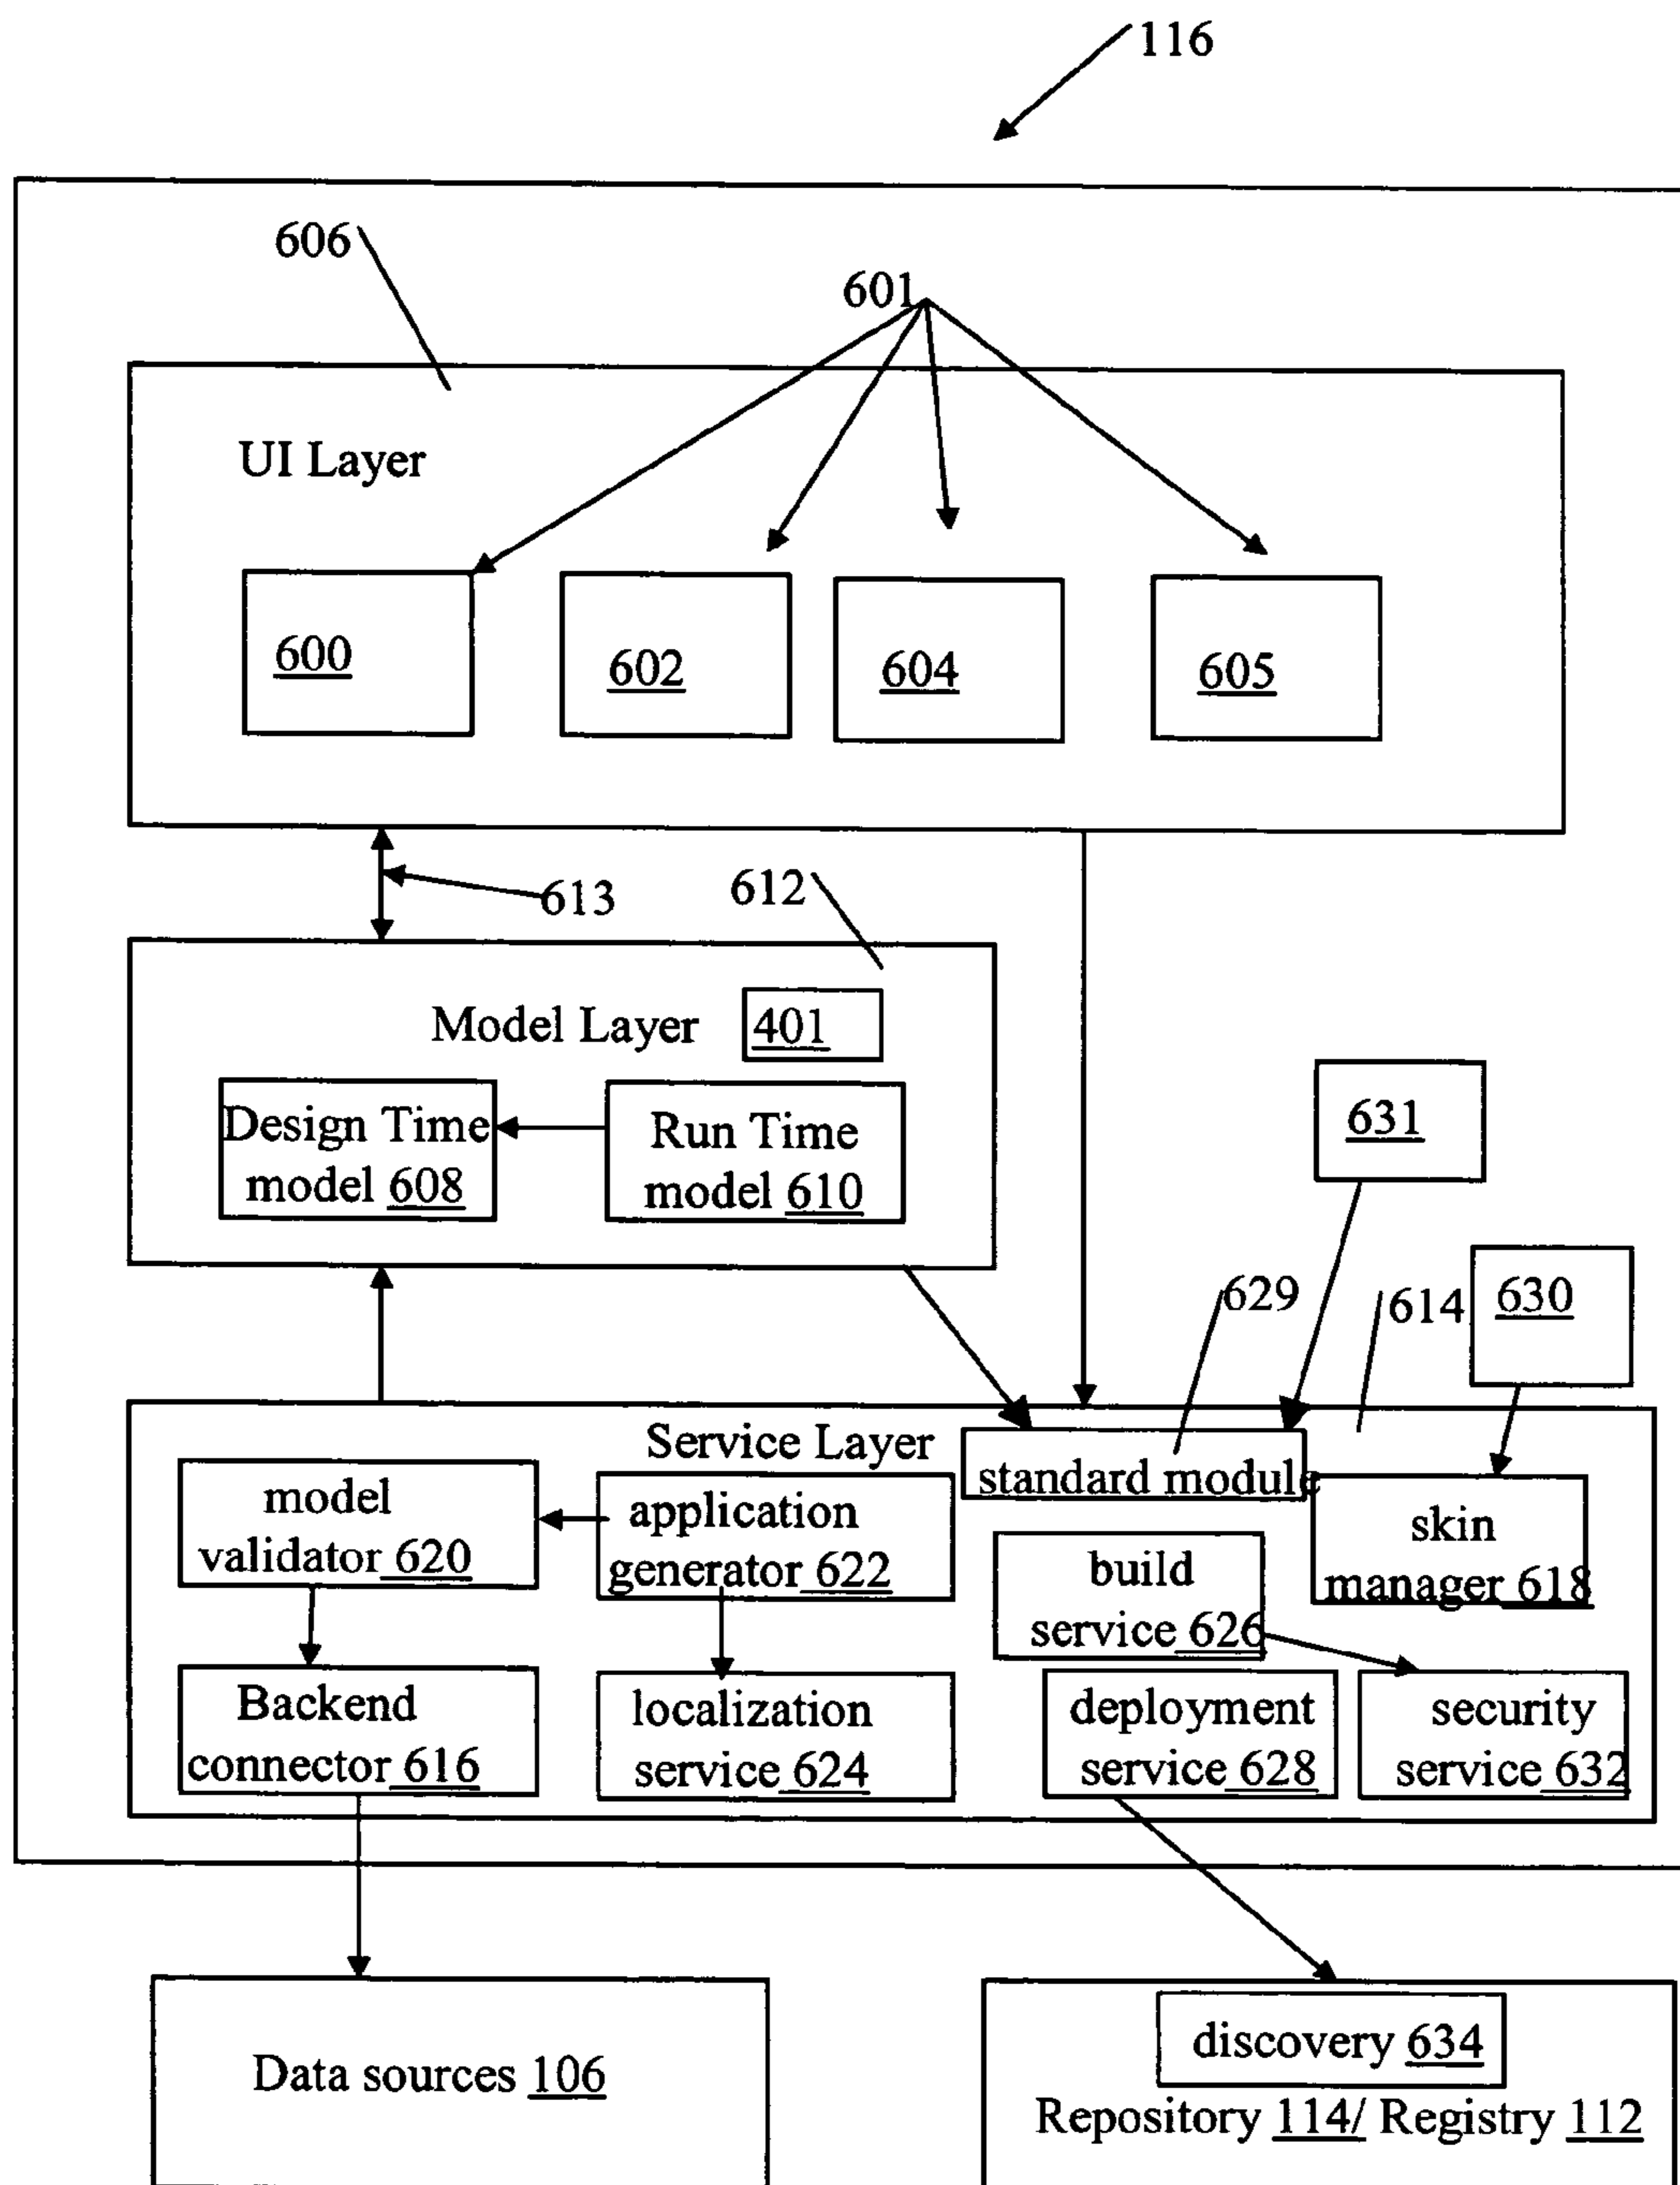 116
606
601
UI Layer
600
602
604
605
613
612
Model Layer
401
Design Time
model 608
Run Time
model 610
631
630
629
614
Service Layer
standard module
model
validator 620
application
generator 622
build
service 626
skin
manager 618
Backend
connector 616
localization
service 624
deployment
service 628
security
service 632
Data sources 106
discovery 634
Repository 114/ Registry 112